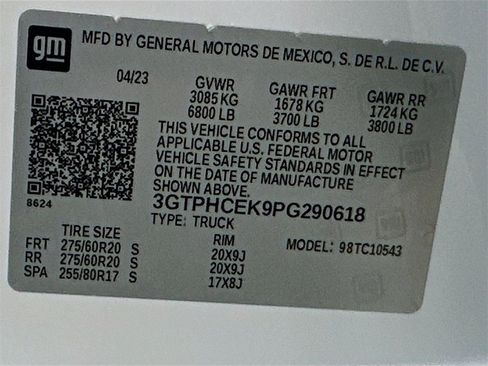 gm MFD BY GENERAL MOTORS DE MEXICO, S. DE R.L. DE C.V.
04/23 GVWR GAWR FRT GAWR RR
3085 KG 1678 KG 1724 KG
6800 LB 3700 LB 3800 LB
THIS VEHICLE CONFORMS TO ALL
APPLICABLE U.S. FEDERAL MOTOR
VEHICLE SAFETY STANDARDS IN EFFECT
ON THE DATE OF MANUFACTURE
SHOWN ABOVE.
8624 3GTPHCEK9PG290618
TYPE: TRUCK
TIRE SIZE RIM MODEL: 98TC10543
FRT 275/60R20 S 20X9J
RR 275/60R20 S 20X9J
SPA 255/80R17 S 17X8J